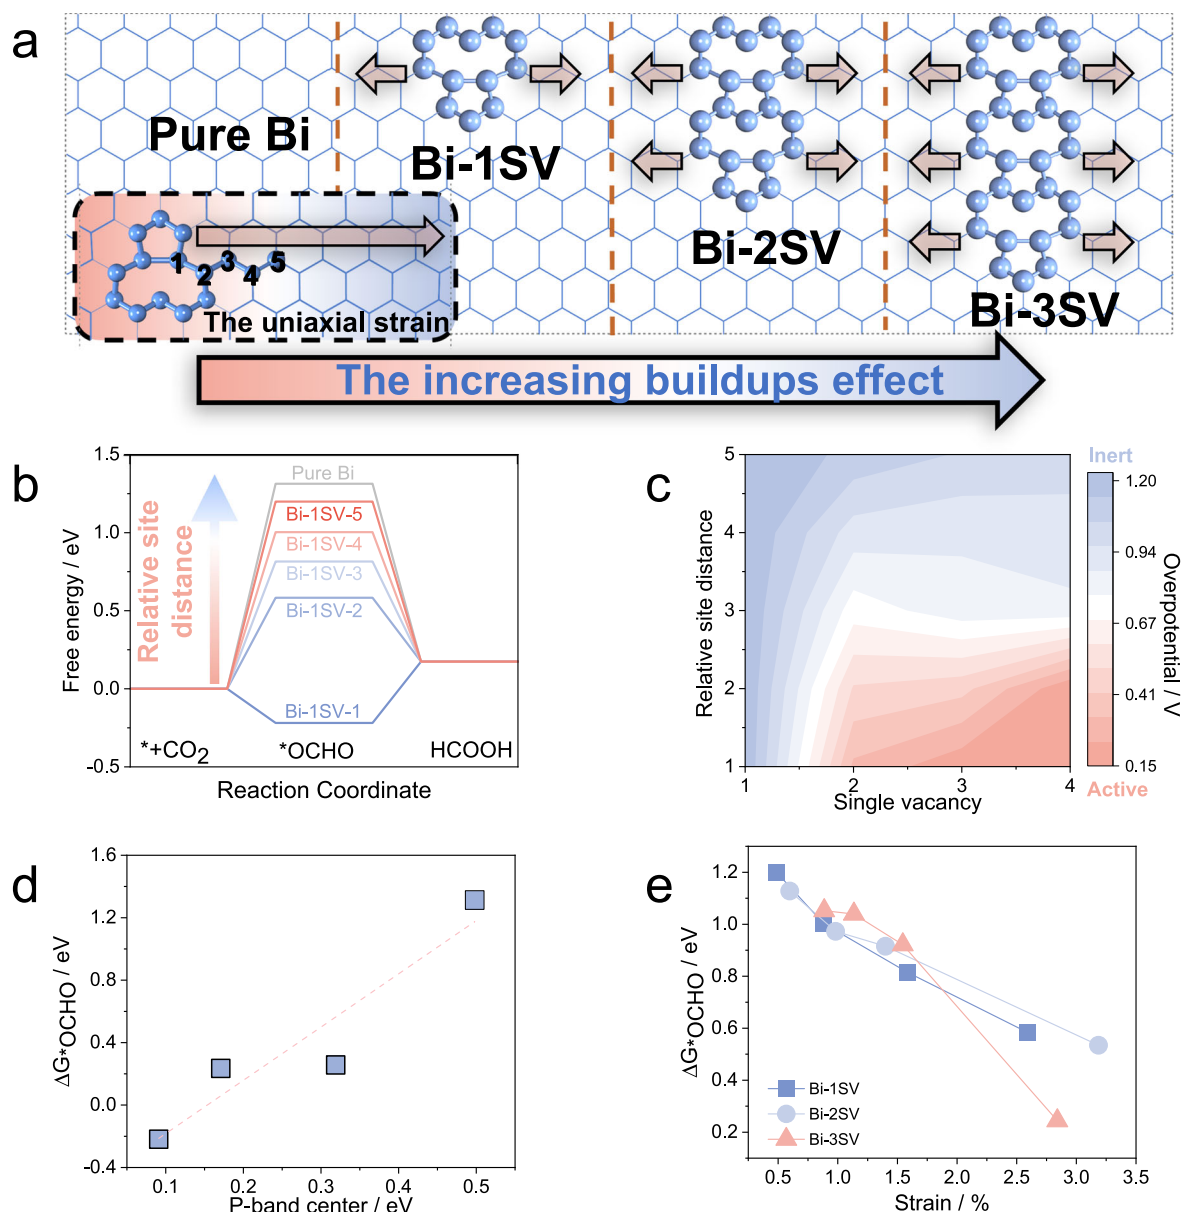 a
Pure Bi
Bi-1SV
Bi-2SV
Bi-3SV
1
2
3
4
5
The uniaxial strain
The increasing buildups effect
b
Free energy / eV
1.5
1.0
0.5
0.0
-0.5
Relative site
distance
Pure Bi
Bi-1SV-5
Bi-1SV-4
Bi-1SV-3
Bi-1SV-2
Bi-1SV-1
*+CO₂
*OCHO
HCOOH
Reaction Coordinate
c
Relative site distance
5
4
3
2
1
1
2
3
4
Single vacancy
Inert
1.20
0.94
0.67
0.41
0.15
Active
Overpotential / V
d
ΔG*OCHO / eV
1.6
1.2
0.8
0.4
0.0
-0.4
0.1
0.2
0.3
0.4
0.5
P-band center / eV
e
ΔG*OCHO / eV
1.2
1.0
0.8
0.6
0.4
0.2
Bi-1SV
Bi-2SV
Bi-3SV
0.5
1.0
1.5
2.0
2.5
3.0
3.5
Strain / %